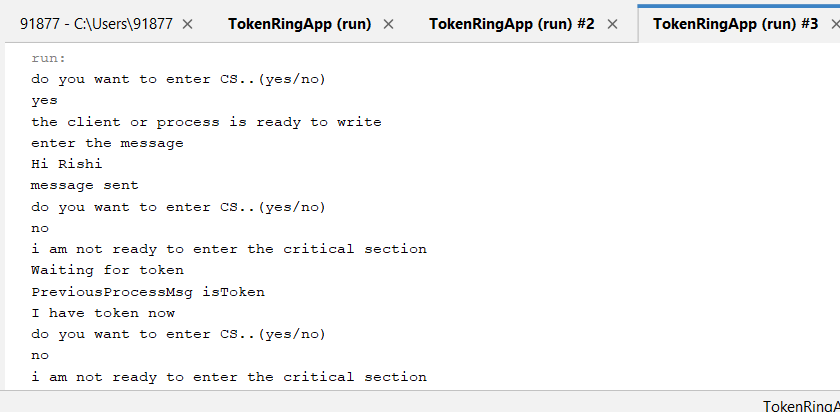 91877 - C:\Users\91877 × TokenRingApp (run) × TokenRingApp (run) #2 × TokenRingApp (run) #3 ×
run:
do you want to enter CS..(yes/no)
yes
the client or process is ready to write
enter the message
Hi Rishi
message sent
do you want to enter CS..(yes/no)
no
i am not ready to enter the critical section
Waiting for token
PreviousProcessMsg isToken
I have token now
do you want to enter CS..(yes/no)
no
i am not ready to enter the critical section
TokenRingA